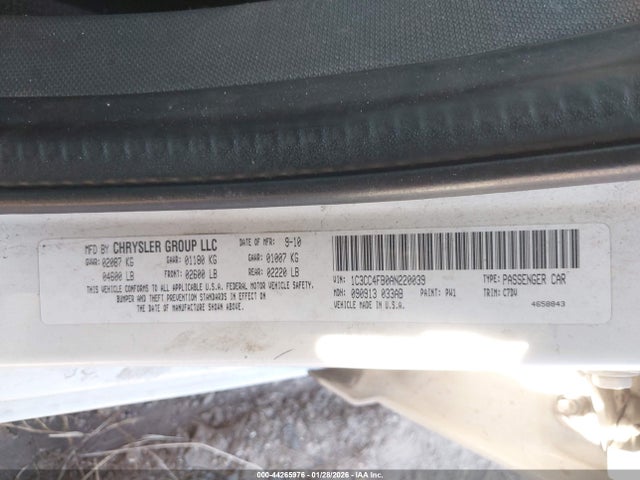 MFD BY CHRYSLER GROUP LLC DATE OF MFR: 9-10
GVWR: 02087 KG GAWR: 01180 KG GAWR: 01007 KG
04600 LB FRONT: 02600 LB REAR: 02220 LB
THIS VEHICLE CONFORMS TO ALL APPLICABLE U.S.A. FEDERAL MOTOR VEHICLE SAFETY,
BUMPER AND THEFT PREVENTION STANDARDS IN EFFECT ON
THE DATE OF MANUFACTURE SHOWN ABOVE.
VIN: 1C3CC4FB0AN220039 TYPE: PASSENGER CAR
MDH: 090913 033AB PAINT: PW1 TRIM: C7DV
VEHICLE MADE IN U.S.A. 4658843
000-44265976 | 01/28/2026 - IAA Inc.